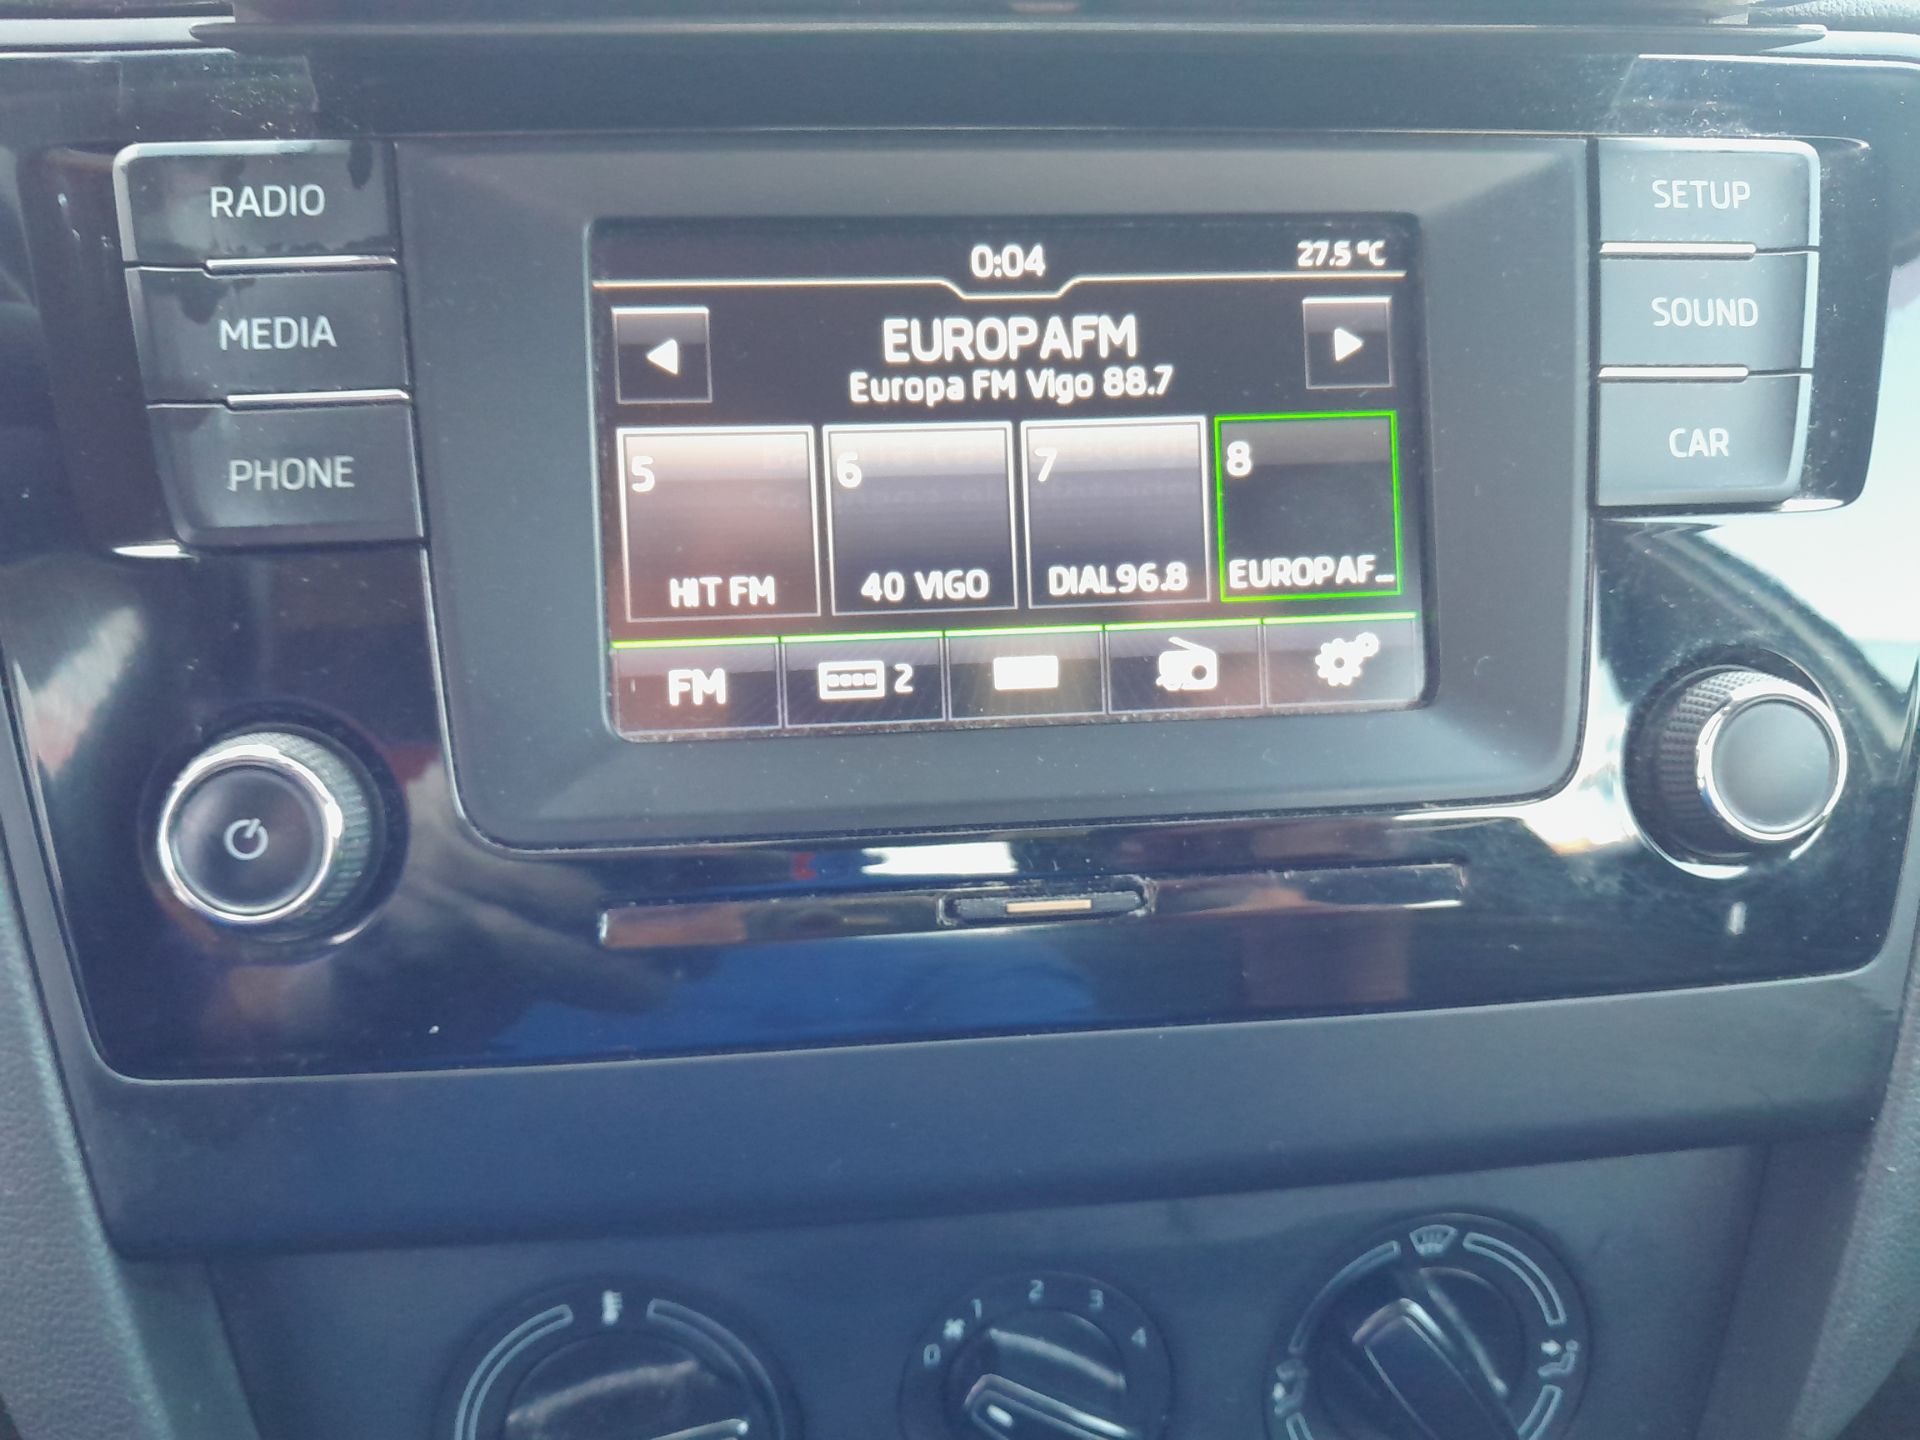 RADIO
MEDIA
PHONE
0:04
27.5 °C
EUROPAFM
Europa FM Vigo 88.7
5
HIT FM
6
40 VIGO
7
DIAL96.8
8
EUROPAF...
FM
2
SETUP
SOUND
CAR
0
1
2
3
4